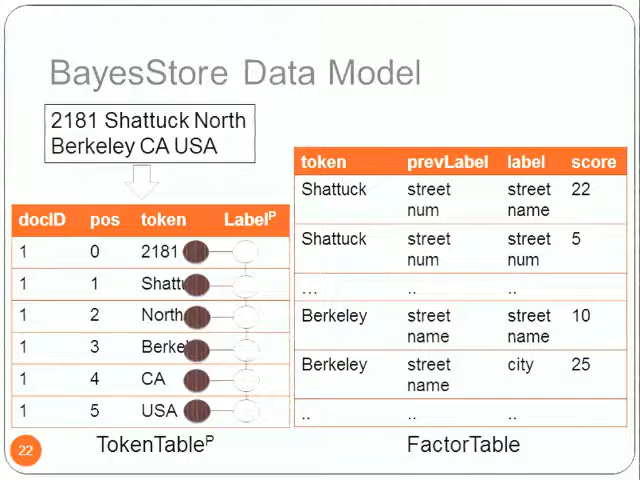 BayesStore Data Model
2181 Shattuck North
Berkeley CA USA
docID pos token Labelᴾ
1 0 2181
1 1 Shattu
1 2 North
1 3 Berkel
1 4 CA
1 5 USA
TokenTableᴾ
token prevLabel label score
Shattuck street street 22
num name
Shattuck street street 5
num num
... .. ..
Berkeley street street 10
name name
Berkeley street city 25
name
.. .. ..
FactorTable
22